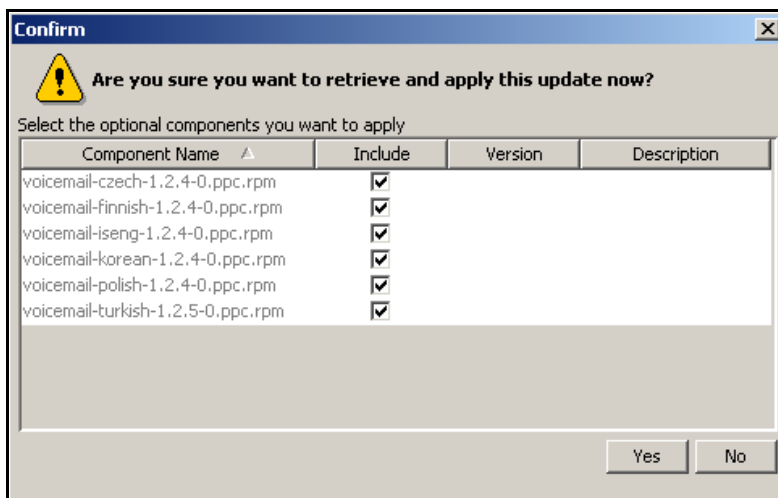 Confirm
Are you sure you want to retrieve and apply this update now?
Select the optional components you want to apply
Component Name Include Version Description
voicemail-czech-1.2.4-0.ppc.rpm
voicemail-finnish-1.2.4-0.ppc.rpm
voicemail-iseng-1.2.4-0.ppc.rpm
voicemail-korean-1.2.4-0.ppc.rpm
voicemail-polish-1.2.4-0.ppc.rpm
voicemail-turkish-1.2.5-0.ppc.rpm
Yes No